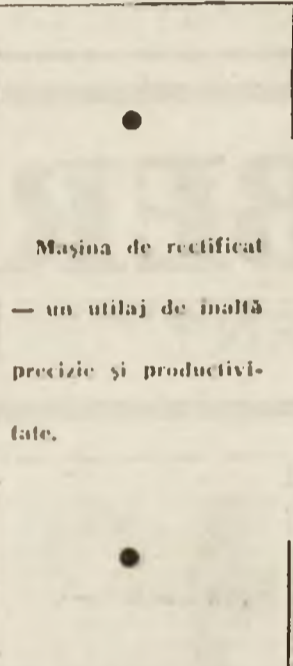 Mașina de rectificat
— un utilaj de înaltă
precizie și productivi-
tate.